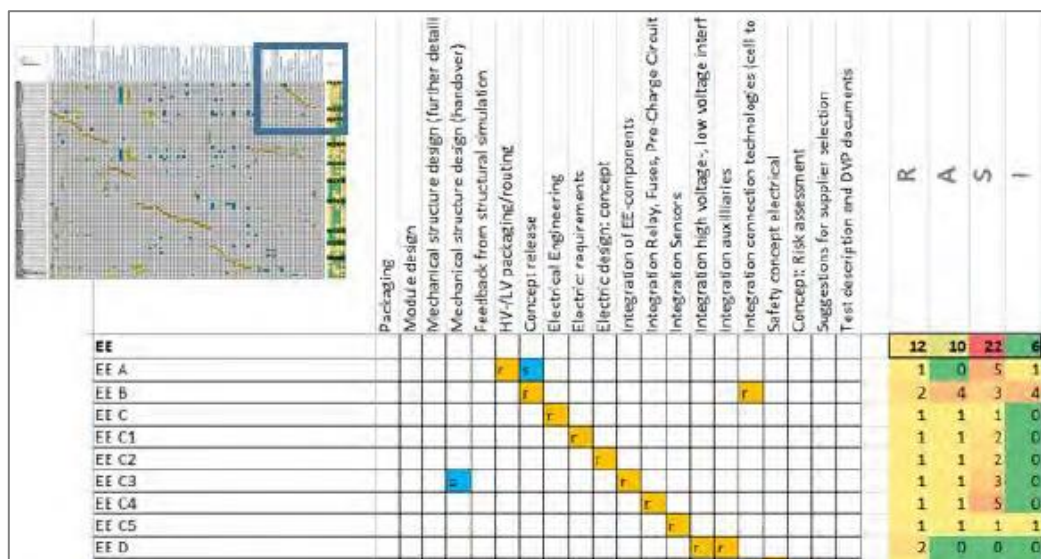 Packaging
Module design
Mechanical structure design (further detaili
Mechanical structure design (handover)
Feedback from structural simulation
HV-/LV packaging/routing
Concept release
Electrical Engineering
Electric: requirements
Electric design: concept
Integration of EE-components
Integration Relay, Fuses, Pre-Charge Circuit
Integration Sensors
Integration high voltage-, low voltage interf
Integration auxilliaries
Integration connection technologies (cell to
Safety concept electrical
Concept: Risk assessment
Suggestions for supplier selection
Test description and DVP documents
R A S I
EE 12 10 22 6
EE A r s 1 0 5 1
EE B r r 2 4 3 4
EE C r 1 1 1 0
EE C1 r 1 1 2 0
EE C2 r 1 1 2 0
EE C3 r 1 1 3 0
EE C4 r 1 1 5 0
EE C5 r 1 1 1 1
EE D r r 2 0 0 0